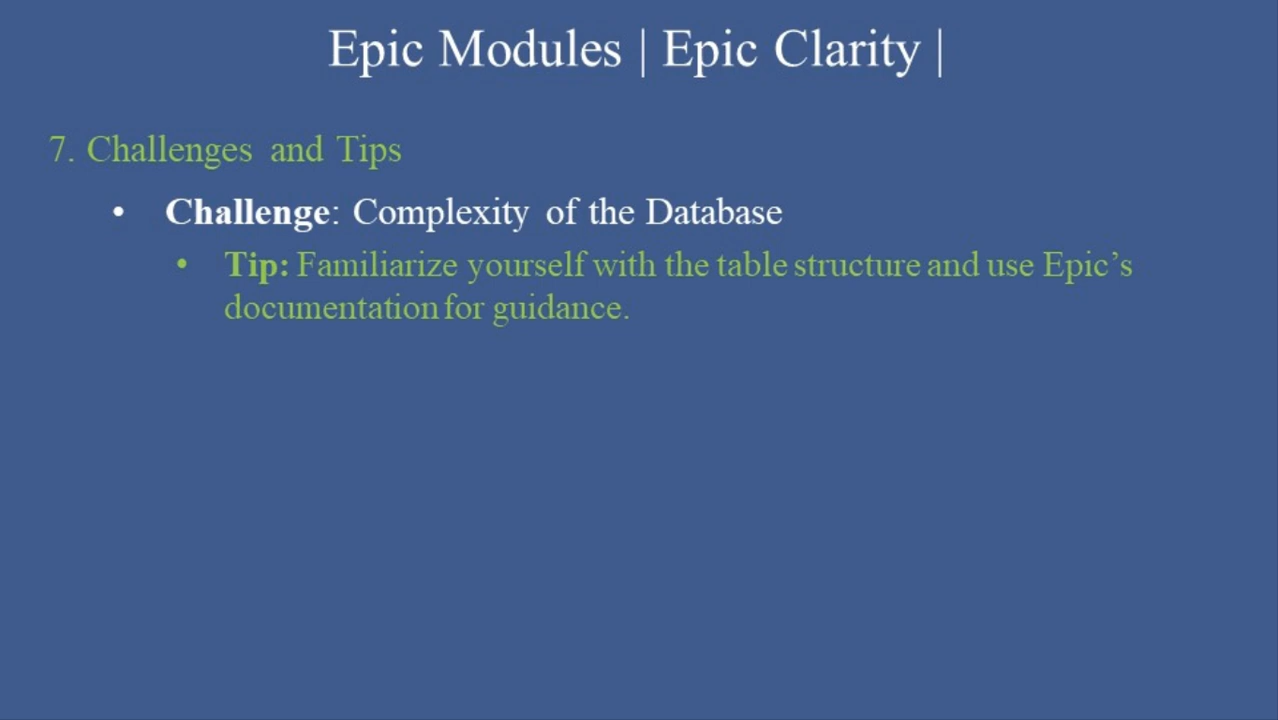 Epic Modules | Epic Clarity |
7. Challenges and Tips
• Challenge: Complexity of the Database
• Tip: Familiarize yourself with the table structure and use Epic’s
documentation for guidance.